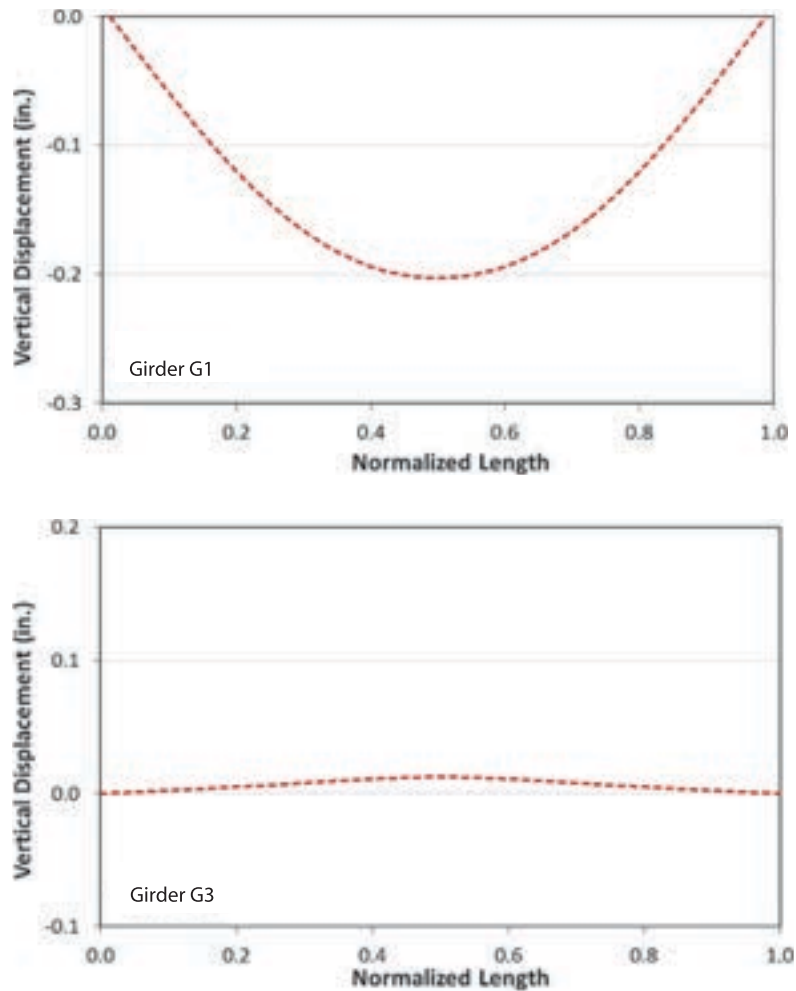 0.0
-0.1
-0.2
-0.3
Vertical Displacement (in.)
Girder G1
0.0 0.2 0.4 0.6 0.8 1.0
Normalized Length
0.2
0.1
0.0
-0.1
Vertical Displacement (in.)
Girder G3
0.0 0.2 0.4 0.6 0.8 1.0
Normalized Length